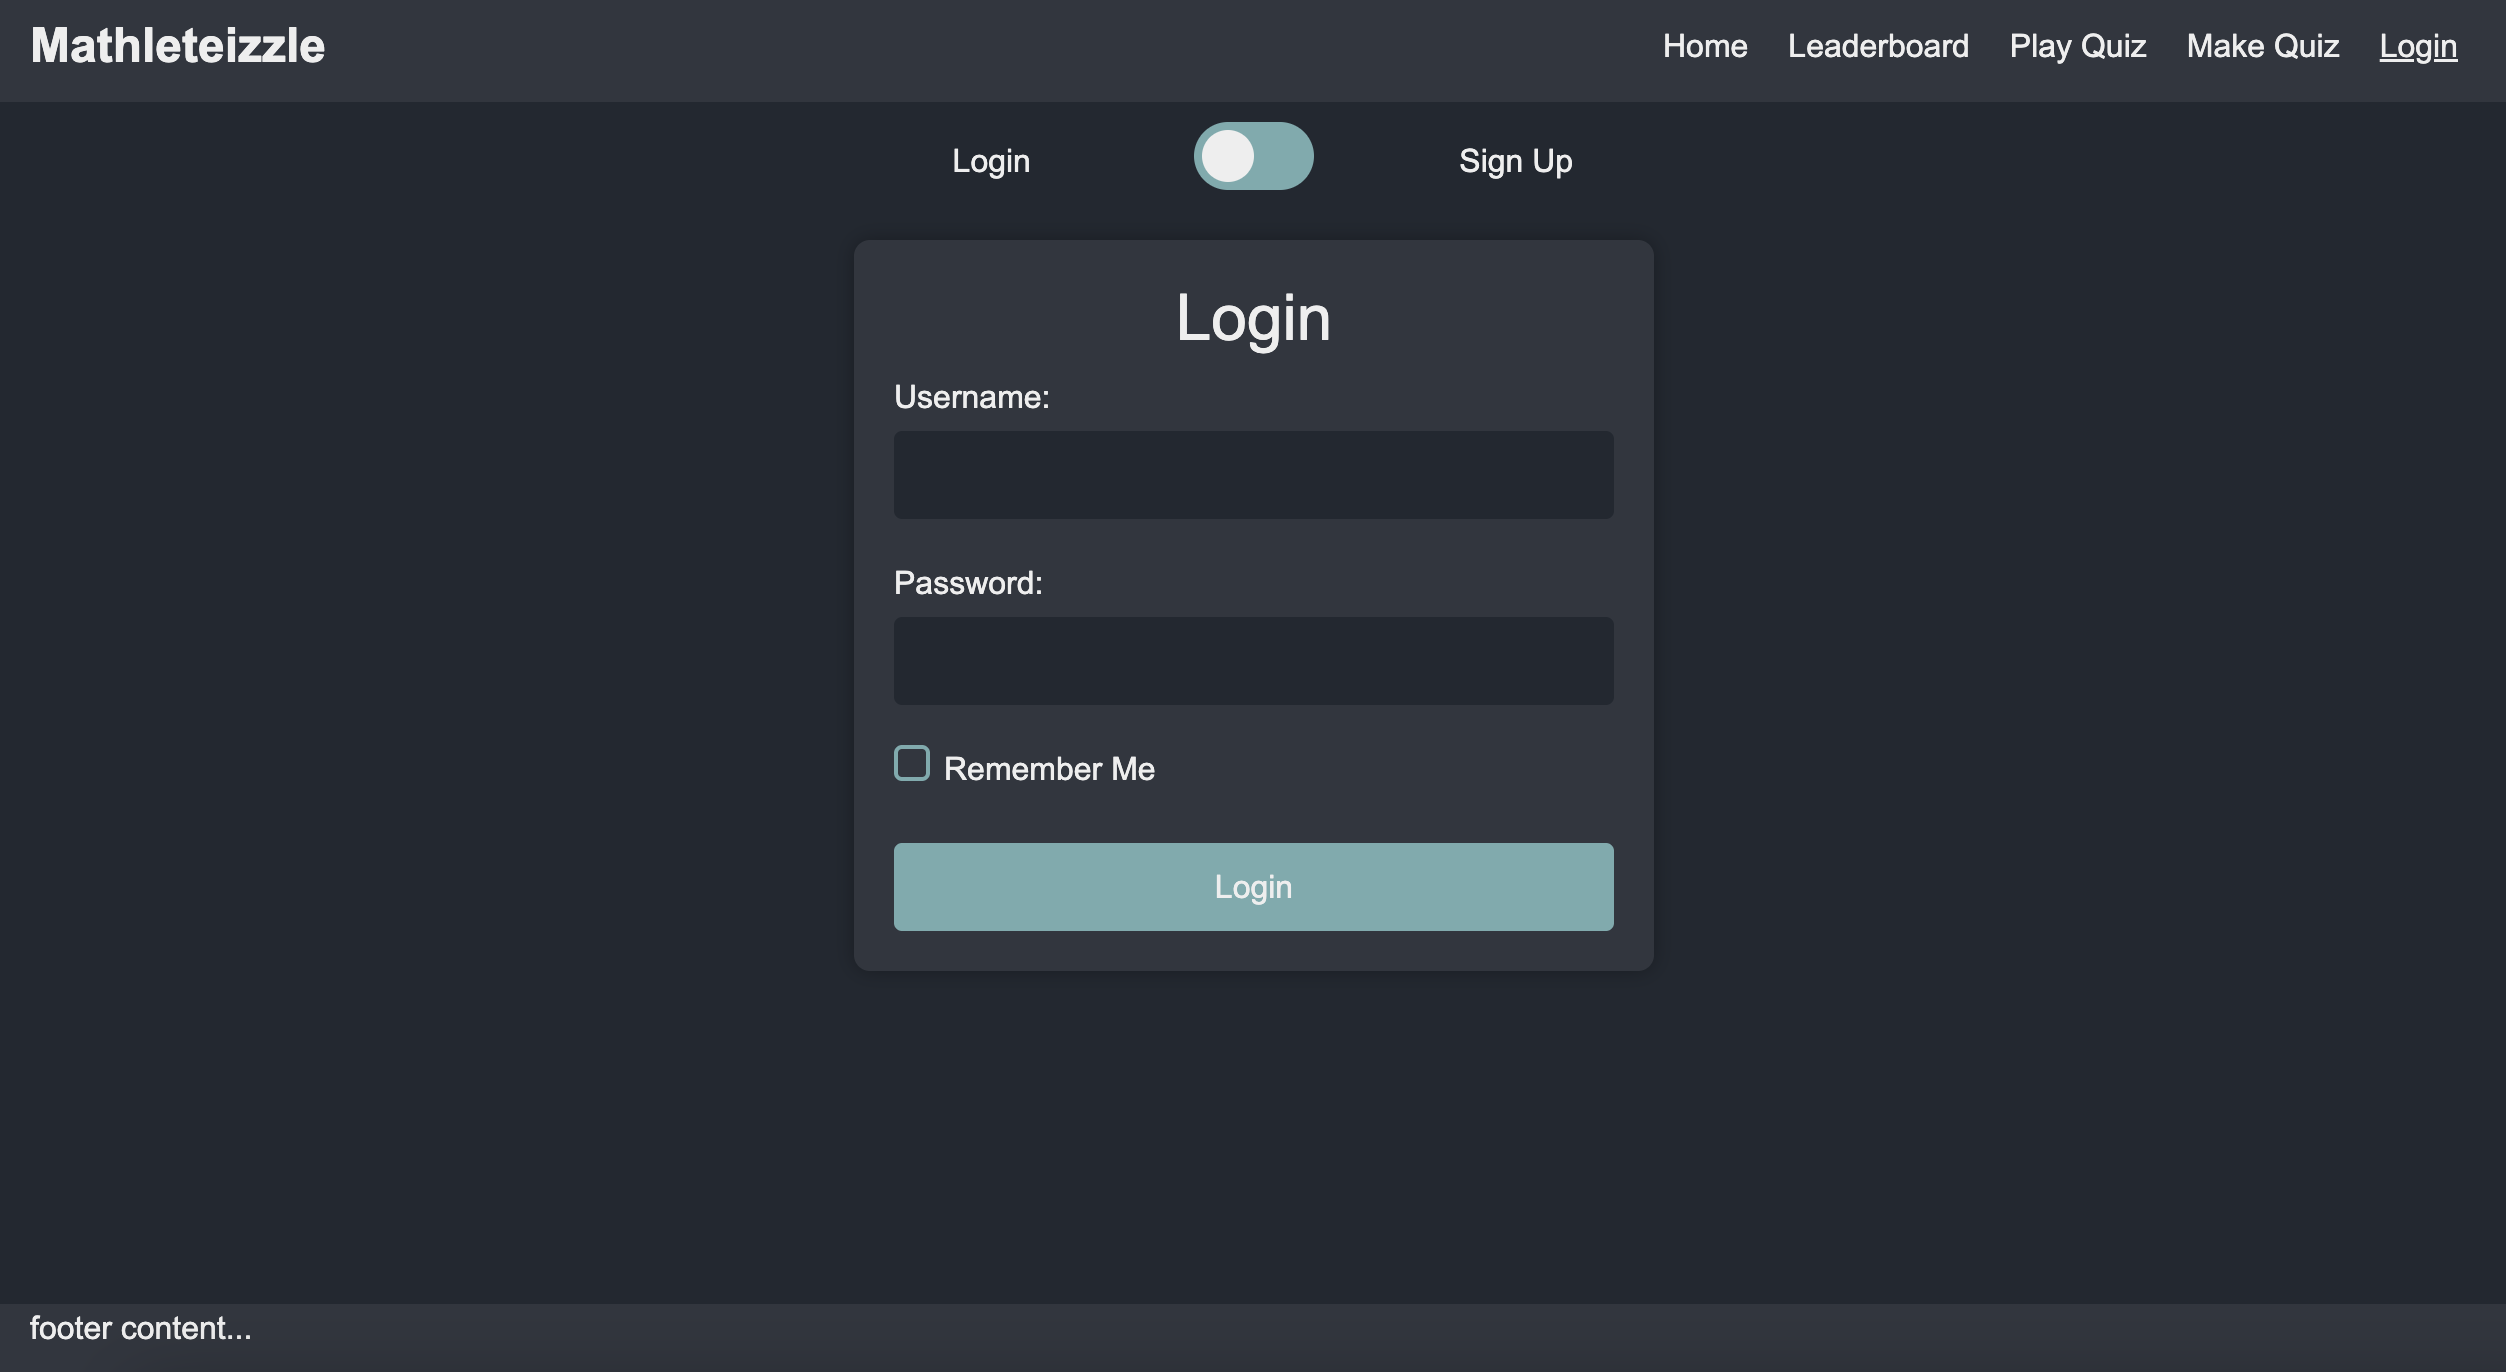 Mathleteizzle
Home Leaderboard Play Quiz Make Quiz Login
Login Sign Up
Login
Username:
Password:
Remember Me
Login
footer content...